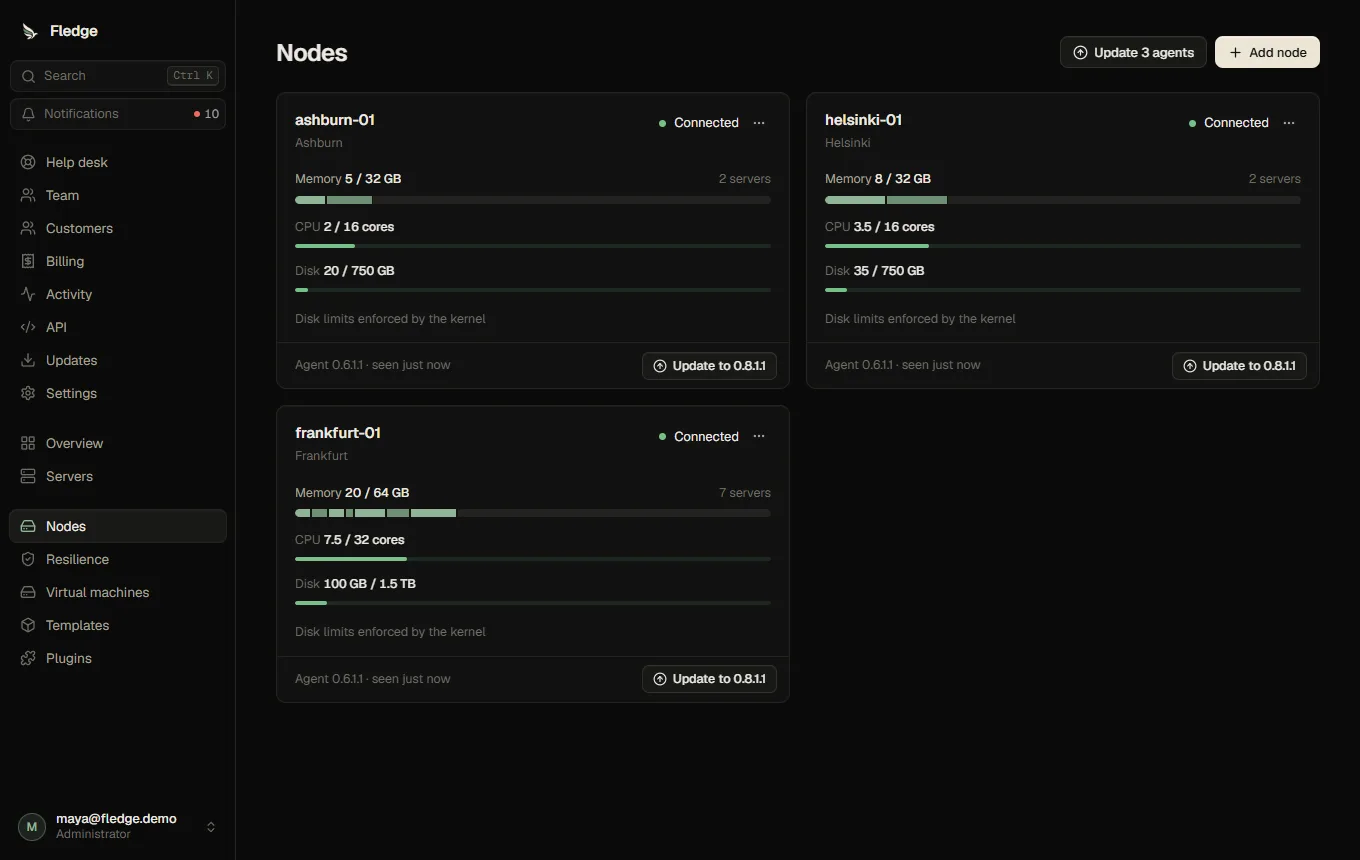 Fledge
Search
Ctrl K
Notifications
10
Help desk
Team
Customers
Billing
Activity
API
Updates
Settings
Overview
Servers
Nodes
Resilience
Virtual machines
Templates
Plugins
M
maya@fledge.demo
Administrator
Nodes
Update 3 agents
Add node
ashburn-01
Connected
Ashburn
Memory 5 / 32 GB
2 servers
CPU 2 / 16 cores
Disk 20 / 750 GB
Disk limits enforced by the kernel
Agent 0.6.1.1 · seen just now
Update to 0.8.1.1
helsinki-01
Connected
Helsinki
Memory 8 / 32 GB
2 servers
CPU 3.5 / 16 cores
Disk 35 / 750 GB
Disk limits enforced by the kernel
Agent 0.6.1.1 · seen just now
Update to 0.8.1.1
frankfurt-01
Connected
Frankfurt
Memory 20 / 64 GB
7 servers
CPU 7.5 / 32 cores
Disk 100 GB / 1.5 TB
Disk limits enforced by the kernel
Agent 0.6.1.1 · seen just now
Update to 0.8.1.1